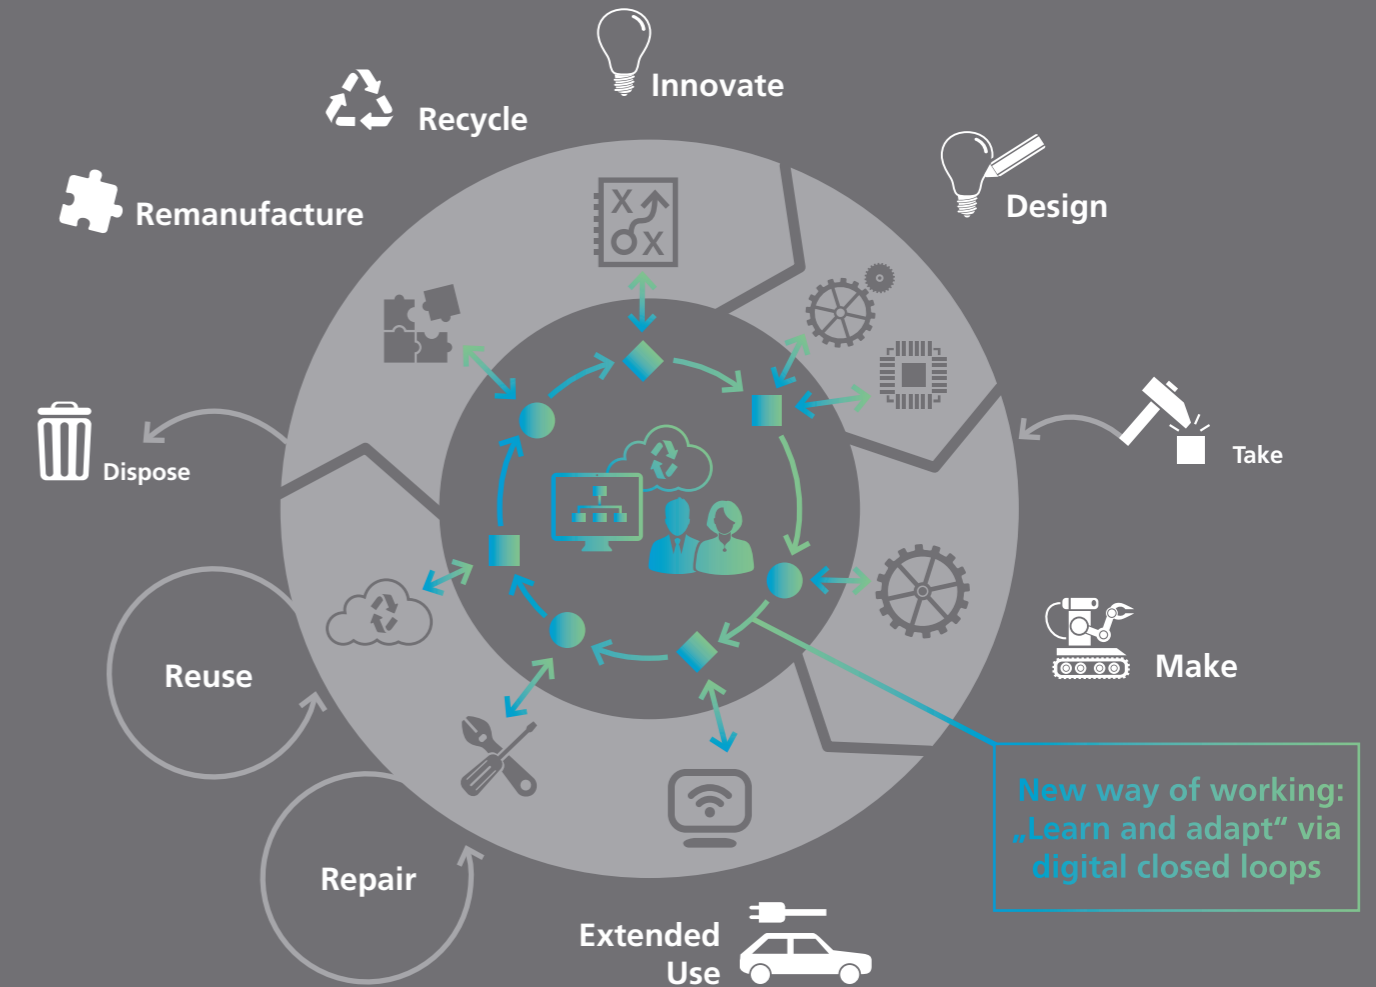 Innovate
Recycle
Design
Remanufacture
X
X
Dispose
Take
Reuse
Make
Repair
New way of working:
„Learn and adapt“ via
digital closed loops
Extended
Use